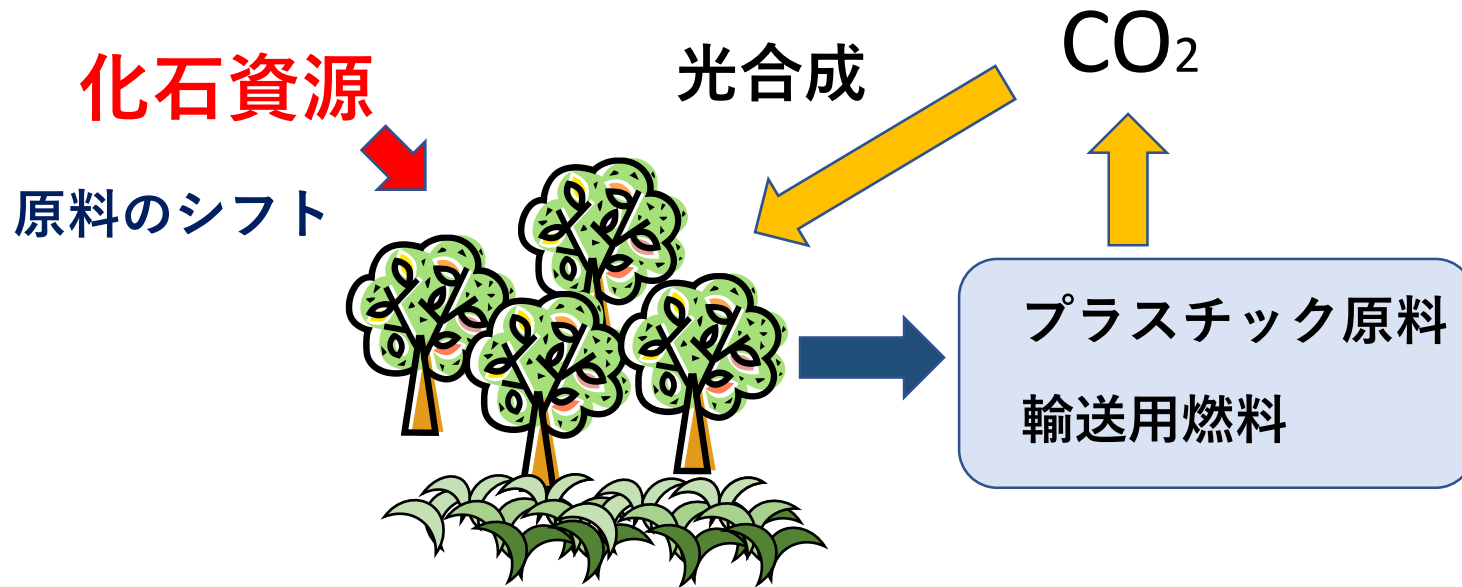 化石資源
原料のシフト
光合成
CO₂
プラスチック原料
輸送用燃料